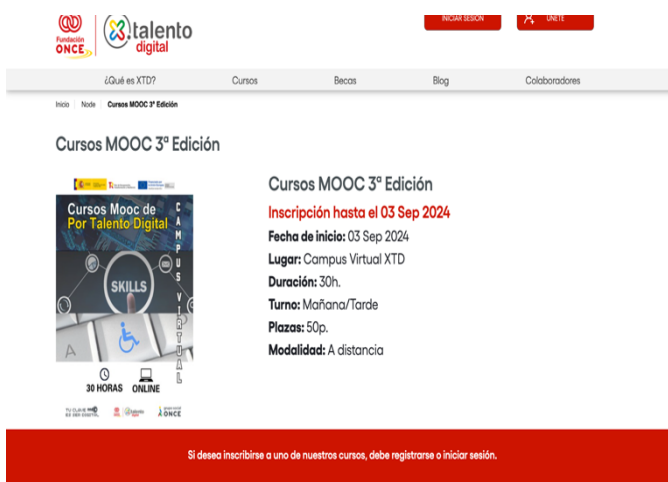 INICIAR SESIÓN
ÚNETE
Fundación
ONCE
talento
digital
¿Qué es XTD?
Cursos
Becas
Blog
Colaboradores
Inicio
Node
Cursos MOOC 3ª Edición
Cursos MOOC 3ª Edición
Cursos Mooc de
Por Talento Digital
CAMPUS VIRTUAL
SKILLS
A
30 HORAS ONLINE
ONCE
Cursos MOOC 3ª Edición
Inscripción hasta el 03 Sep 2024
Fecha de inicio: 03 Sep 2024
Lugar: Campus Virtual XTD
Duración: 30h.
Turno: Mañana/Tarde
Plazas: 50p.
Modalidad: A distancia
Si desea inscribirse a uno de nuestros cursos, debe registrarse o iniciar sesión.